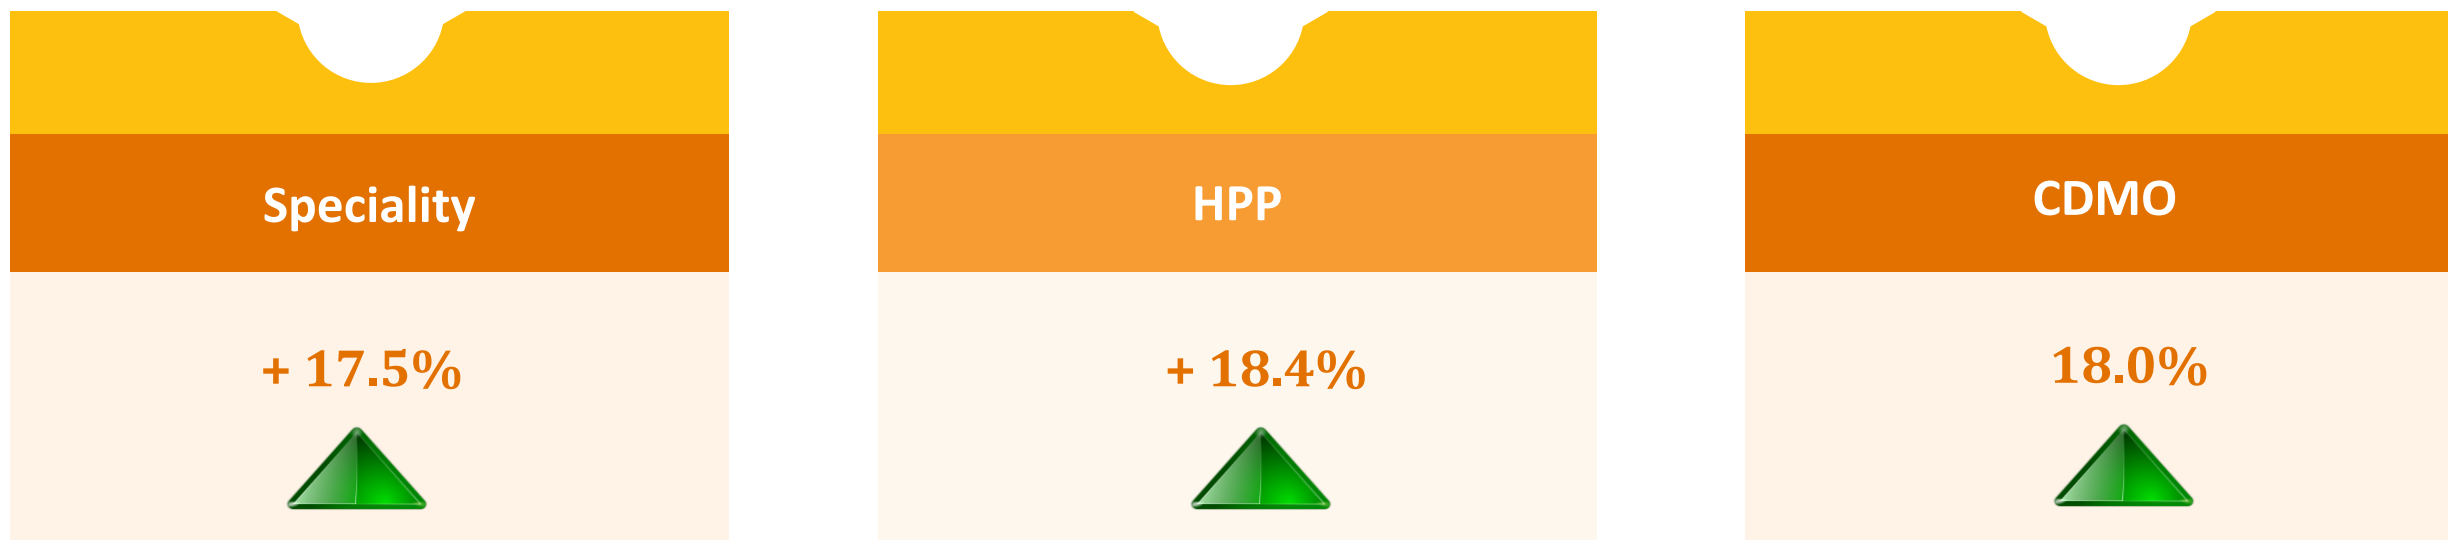 Speciality
+ 17.5%
HPP
+ 18.4%
CDMO
18.0%